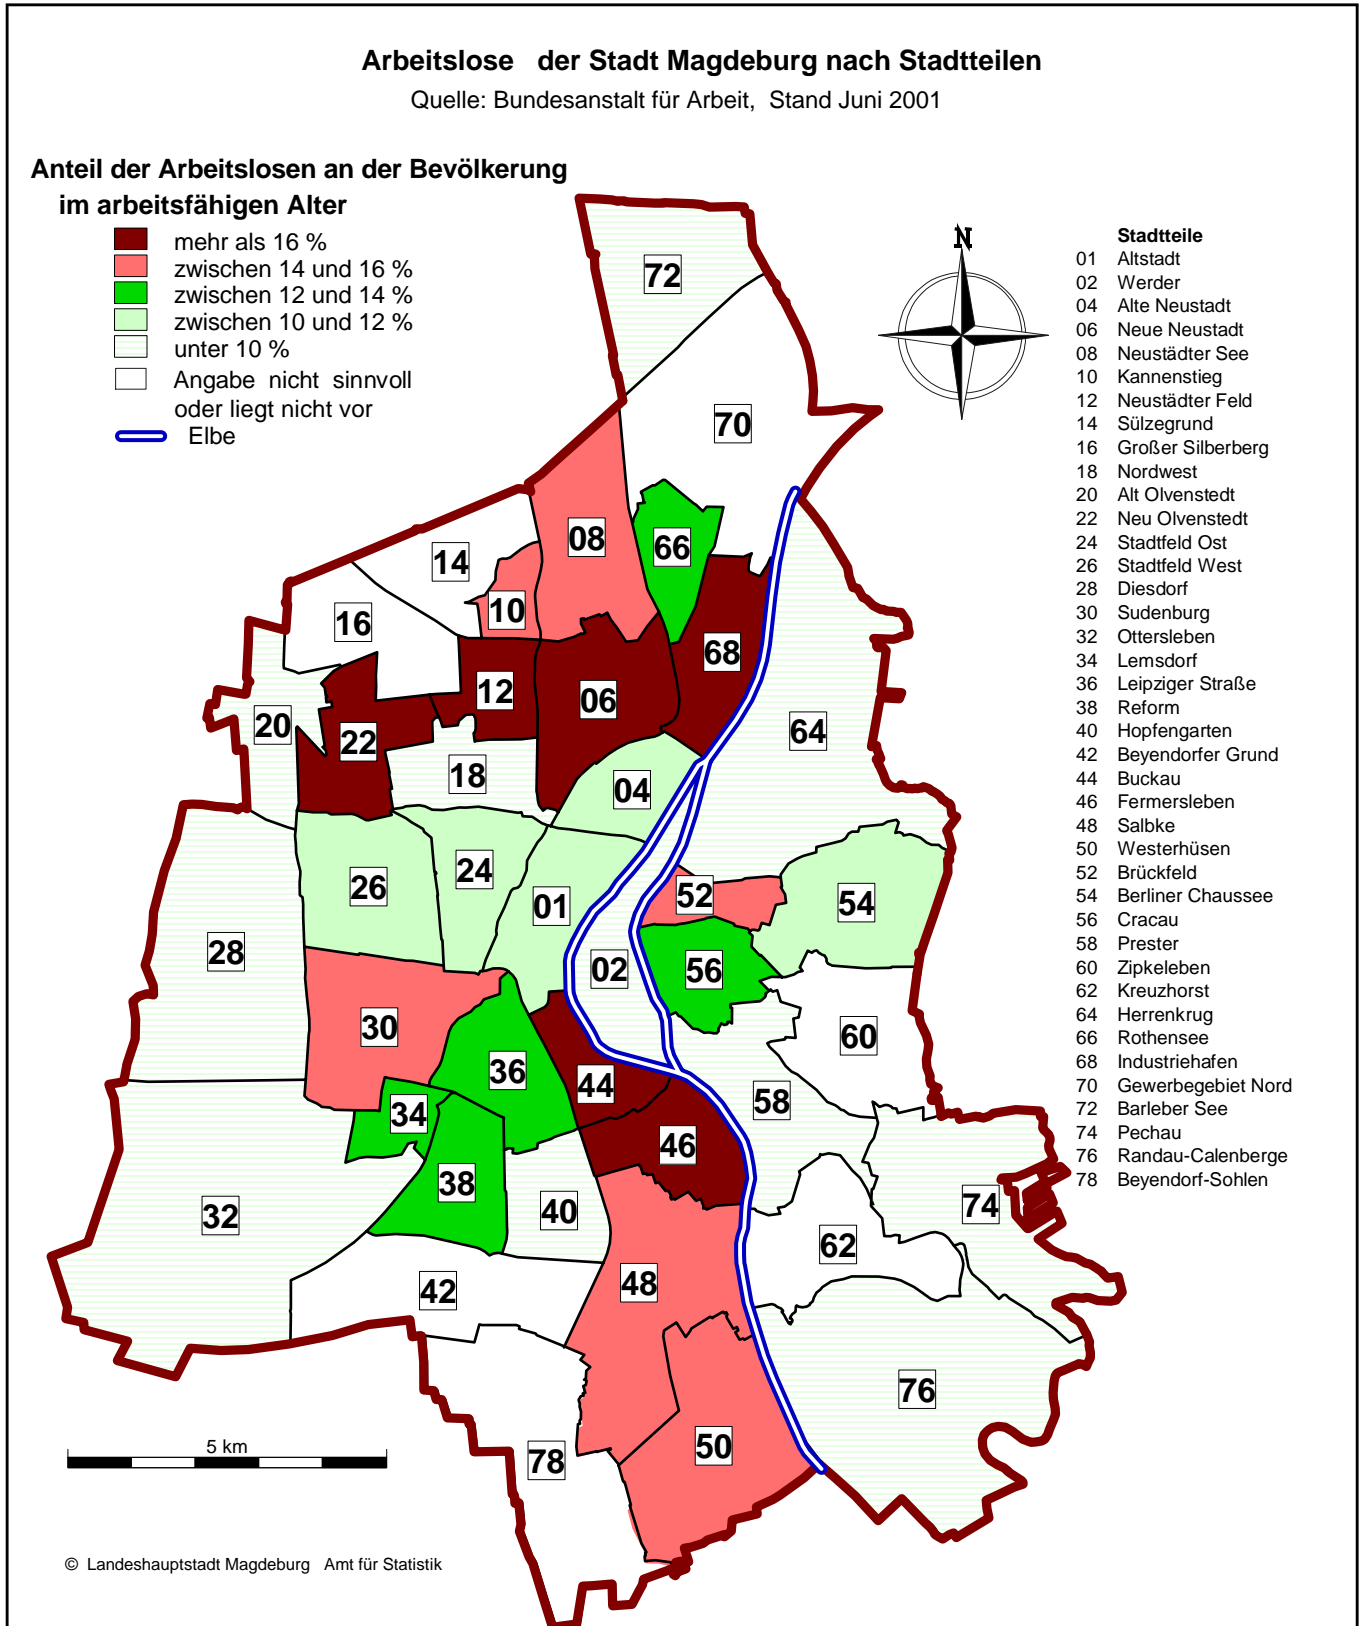 Arbeitslose der Stadt Magdeburg nach Stadtteilen
Quelle: Bundesanstalt für Arbeit, Stand Juni 2001
Anteil der Arbeitslosen an der Bevölkerung
im arbeitsfähigen Alter
mehr als 16 %
zwischen 14 und 16 %
zwischen 12 und 14 %
zwischen 10 und 12 %
unter 10 %
Angabe nicht sinnvoll
oder liegt nicht vor
Elbe
N
Stadtteile
01 Altstadt
02 Werder
04 Alte Neustadt
06 Neue Neustadt
08 Neustädter See
10 Kannenstieg
12 Neustädter Feld
14 Sülzegrund
16 Großer Silberberg
18 Nordwest
20 Alt Olvenstedt
22 Neu Olvenstedt
24 Stadtfeld Ost
26 Stadtfeld West
28 Diesdorf
30 Sudenburg
32 Ottersleben
34 Lemsdorf
36 Leipziger Straße
38 Reform
40 Hopfengarten
42 Beyendorfer Grund
44 Buckau
46 Fermersleben
48 Salbke
50 Westerhüsen
52 Brückfeld
54 Berliner Chaussee
56 Cracau
58 Prester
60 Zipkeleben
62 Kreuzhorst
64 Herrenkrug
66 Rothensee
68 Industriehafen
70 Gewerbegebiet Nord
72 Barleber See
74 Pechau
76 Randau-Calenberge
78 Beyendorf-Sohlen
72
70
08
66
14
10
16
68
12
06
20
22
64
18
04
24
26
52
01
54
28
02
56
30
60
36
44
58
34
46
38
74
40
32
62
48
42
76
50
78
5 km
© Landeshauptstadt Magdeburg Amt für Statistik